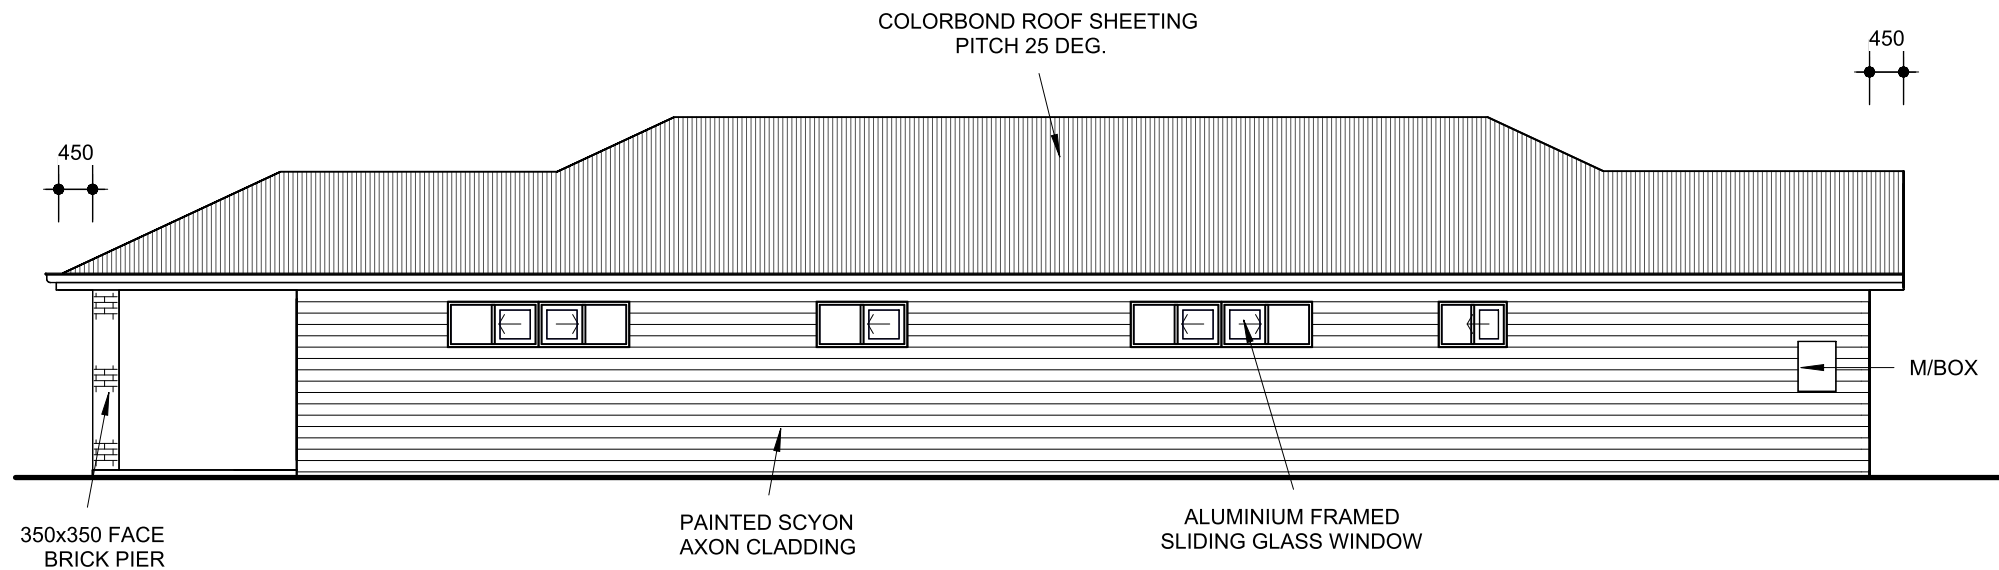 COLORBOND ROOF SHEETING
PITCH 25 DEG.
450
450
M/BOX
350x350 FACE
BRICK PIER
PAINTED SCYON
AXON CLADDING
ALUMINIUM FRAMED
SLIDING GLASS WINDOW